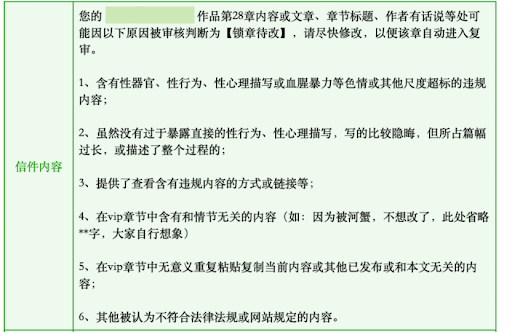 信件内容
您的 作品第28章内容或文章、章节标题、作者有话说等处可
能因以下原因被审核判断为【锁章待改】，请尽快修改，以便该章自动进入复
审。
1、含有性器官、性行为、性心理描写或血腥暴力等色情或其他尺度超标的违规
内容；
2、虽然没有过于暴露直接的性行为、性心理描写，写的比较隐晦，但所占篇幅
过长，或描述了整个过程的；
3、提供了查看含有违规内容的方式或链接等；
4、在vip章节中含有和情节无关的内容（如：因为被河蟹，不想改了，此处省略
**字，大家自行想象）
5、在vip章节中无意义重复粘贴复制当前内容或其他已发布或和本文无关的内
容；
6、其他被认为不符合法律法规或网站规定的内容。